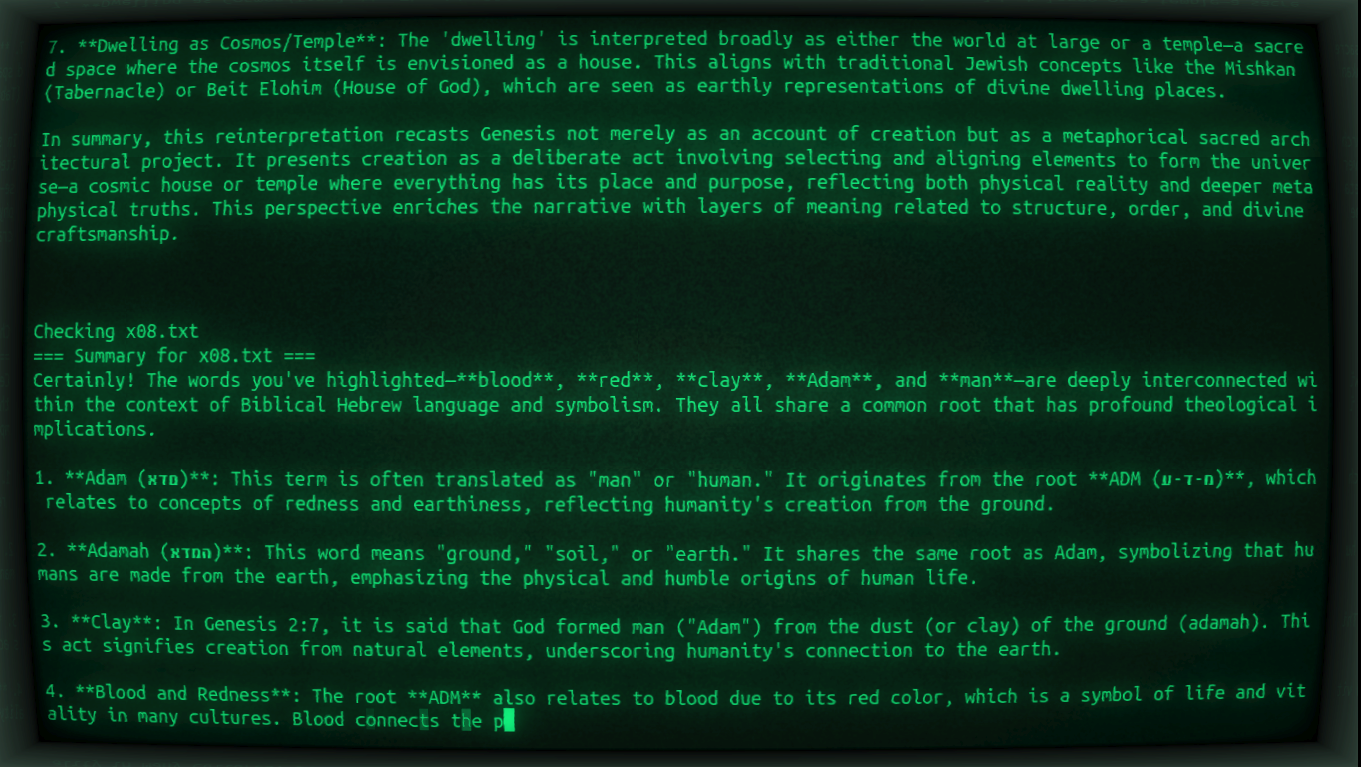 7. **Dwelling as Cosmos/Temple**: The 'dwelling' is interpreted broadly as either the world at large or a temple—a sacre
d space where the cosmos itself is envisioned as a house. This aligns with traditional Jewish concepts like the Mishkan
(Tabernacle) or Beit Elohim (House of God), which are seen as earthly representations of divine dwelling places.
In summary, this reinterpretation recasts Genesis not merely as an account of creation but as a metaphorical sacred arch
itectural project. It presents creation as a deliberate act involving selecting and aligning elements to form the univer
se—a cosmic house or temple where everything has its place and purpose, reflecting both physical reality and deeper meta
physical truths. This perspective enriches the narrative with layers of meaning related to structure, order, and divine
craftsmanship.
Checking x08.txt
=== Summary for x08.txt ===
Certainly! The words you've highlighted—**blood**, **red**, **clay**, **Adam**, and **man**—are deeply interconnected wi
thin the context of Biblical Hebrew language and symbolism. They all share a common root that has profound theological i
mplications.
1. **Adam (אדם)**: This term is often translated as "man" or "human." It originates from the root **ADM (ע-ד-ם)**, which
relates to concepts of redness and earthiness, reflecting humanity's creation from the ground.
2. **Adamah (אדמה)**: This word means "ground," "soil," or "earth." It shares the same root as Adam, symbolizing that hu
mans are made from the earth, emphasizing the physical and humble origins of human life.
3. **Clay**: In Genesis 2:7, it is said that God formed man ("Adam") from the dust (or clay) of the ground (adamah). Thi
s act signifies creation from natural elements, underscoring humanity's connection to the earth.
4. **Blood and Redness**: The root **ADM** also relates to blood due to its red color, which is a symbol of life and vit
ality in many cultures. Blood connects the p